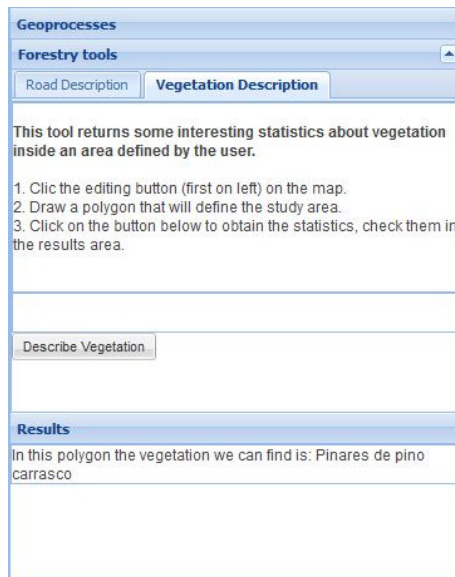 Geoprocesses
Forestry tools
Road Description
Vegetation Description
This tool returns some interesting statistics about vegetation
inside an area defined by the user.
1. Clic the editing button (first on left) on the map.
2. Draw a polygon that will define the study area.
3. Click on the button below to obtain the statistics, check them in
the results area.
Describe Vegetation
Results
In this polygon the vegetation we can find is: Pinares de pino
carrasco